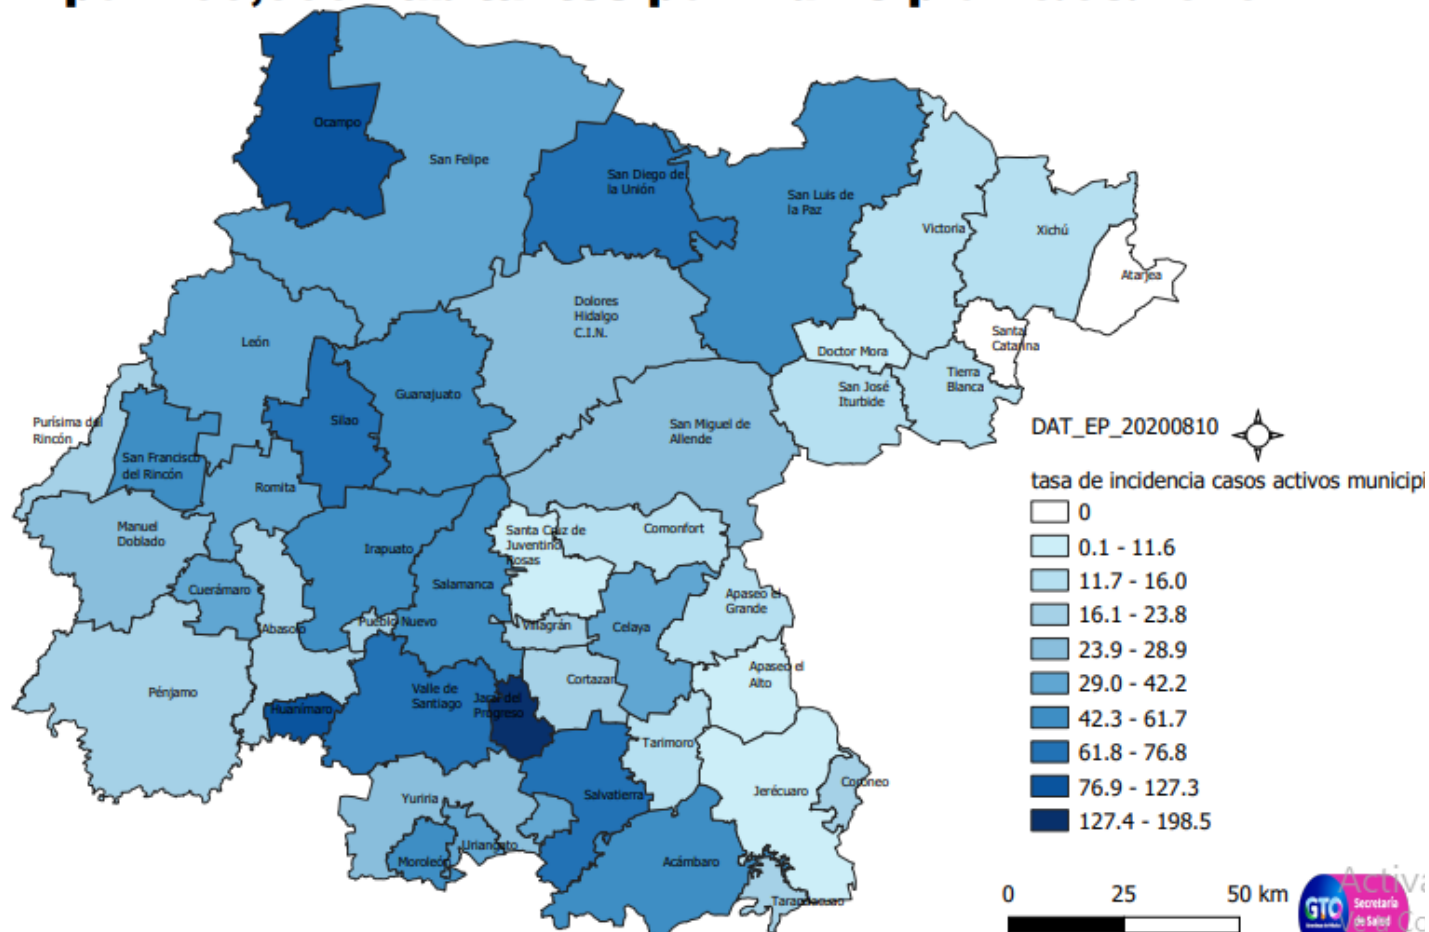 Ocampo
San Felipe
San Diego de
la Unión
San Luis de
la Paz
Victoria
Xichú
Atarjea
Dolores
Hidalgo
C.I.N.
Santa
Catarina
León
Doctor Mora
Tierra
Blanca
San José
Iturbide
Guanajuato
Silao
San Miguel de
Allende
Purísima del
Rincón
San Francisco
del Rincón
Romita
Manuel
Doblado
Irapuato
Santa Cruz de
Juventino
Rosas
Comonfort
Salamanca
Cuerámaro
Apaseo el
Grande
Abasolo
Pueblo Nuevo
Villagrán
Celaya
Apaseo el
Alto
Pénjamo
Cortazar
Valle de
Santiago
Jaral del
Progreso
Huanímaro
Tarimoro
Jerécuaro
Coroneo
Yuriria
Salvatierra
Uriangato
Moroleón
Acámbaro
Tarandacuao
DAT_EP_20200810
tasa de incidencia casos activos municipi
0
0.1 - 11.6
11.7 - 16.0
16.1 - 23.8
23.9 - 28.9
29.0 - 42.2
42.3 - 61.7
61.8 - 76.8
76.9 - 127.3
127.4 - 198.5
0 25 50 km
GTO
Secretaría
de Salud
Activa